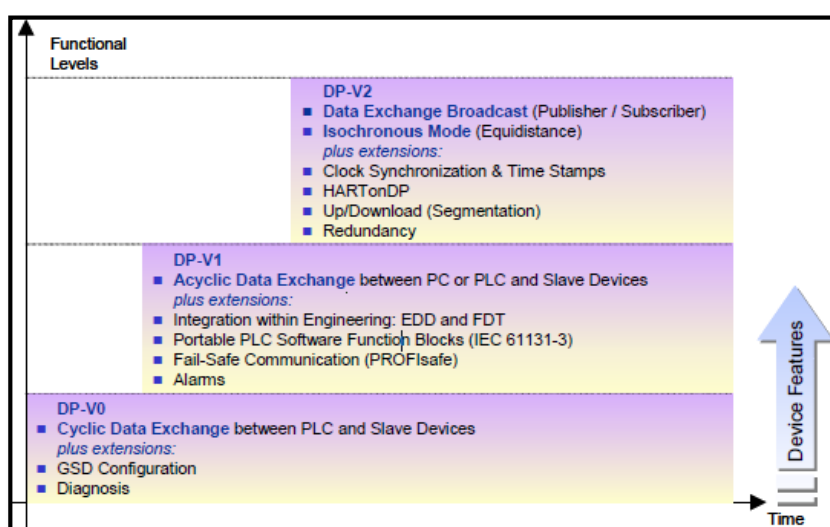 Functional
Levels
DP-V2
Data Exchange Broadcast (Publisher / Subscriber)
Isochronous Mode (Equidistance)
plus extensions:
Clock Synchronization & Time Stamps
HARTonDP
Up/Download (Segmentation)
Redundancy
DP-V1
Acyclic Data Exchange between PC or PLC and Slave Devices
plus extensions:
Integration within Engineering: EDD and FDT
Portable PLC Software Function Blocks (IEC 61131-3)
Fail-Safe Communication (PROFIsafe)
Alarms
DP-V0
Cyclic Data Exchange between PLC and Slave Devices
plus extensions:
GSD Configuration
Diagnosis
Device Features
Time